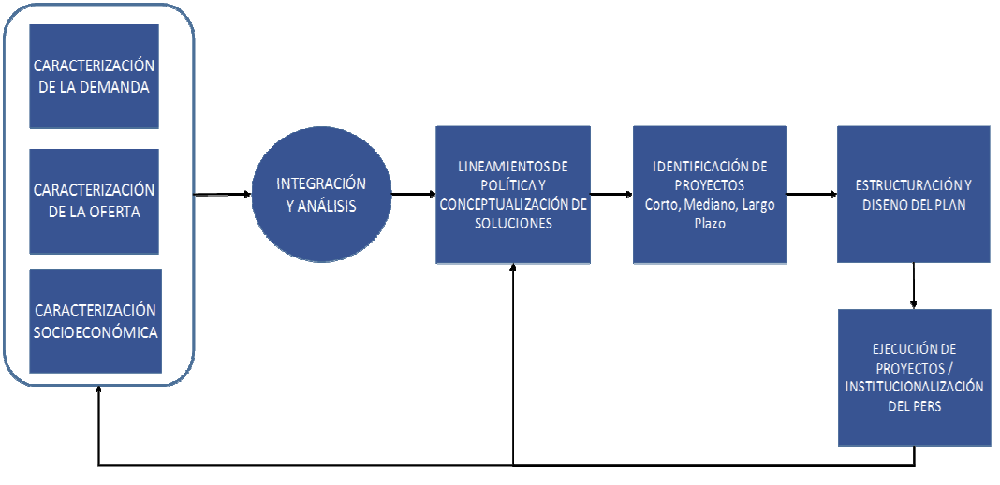 CARACTERIZACIÓN
DE LA DEMANDA
CARACTERIZACIÓN
DE LA OFERTA
CARACTERIZACIÓN
SOCIOECONÓMICA
INTEGRACIÓN
Y ANÁLISIS
LINEAMIENTOS DE
POLÍTICA Y
CONCEPTUALIZACIÓN DE
SOLUCIONES
IDENTIFICACIÓN DE
PROYECTOS
Corto, Mediano, Largo
Plazo
ESTRUCTURACIÓN Y
DISEÑO DEL PLAN
EJECUCIÓN DE
PROYECTOS /
INSTITUCIONALIZACIÓN
DEL PERS